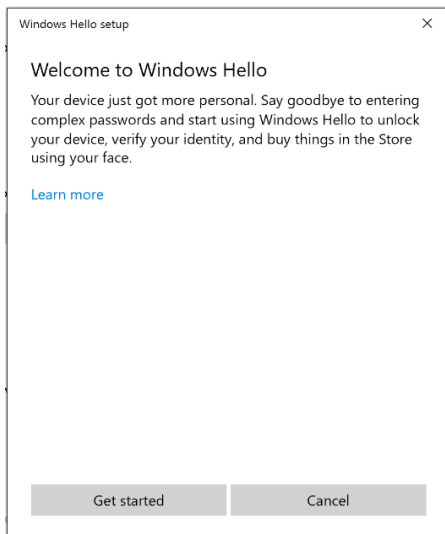 Windows Hello setup
Welcome to Windows Hello
Your device just got more personal. Say goodbye to entering
complex passwords and start using Windows Hello to unlock
your device, verify your identity, and buy things in the Store
using your face.
Learn more
Get started
Cancel